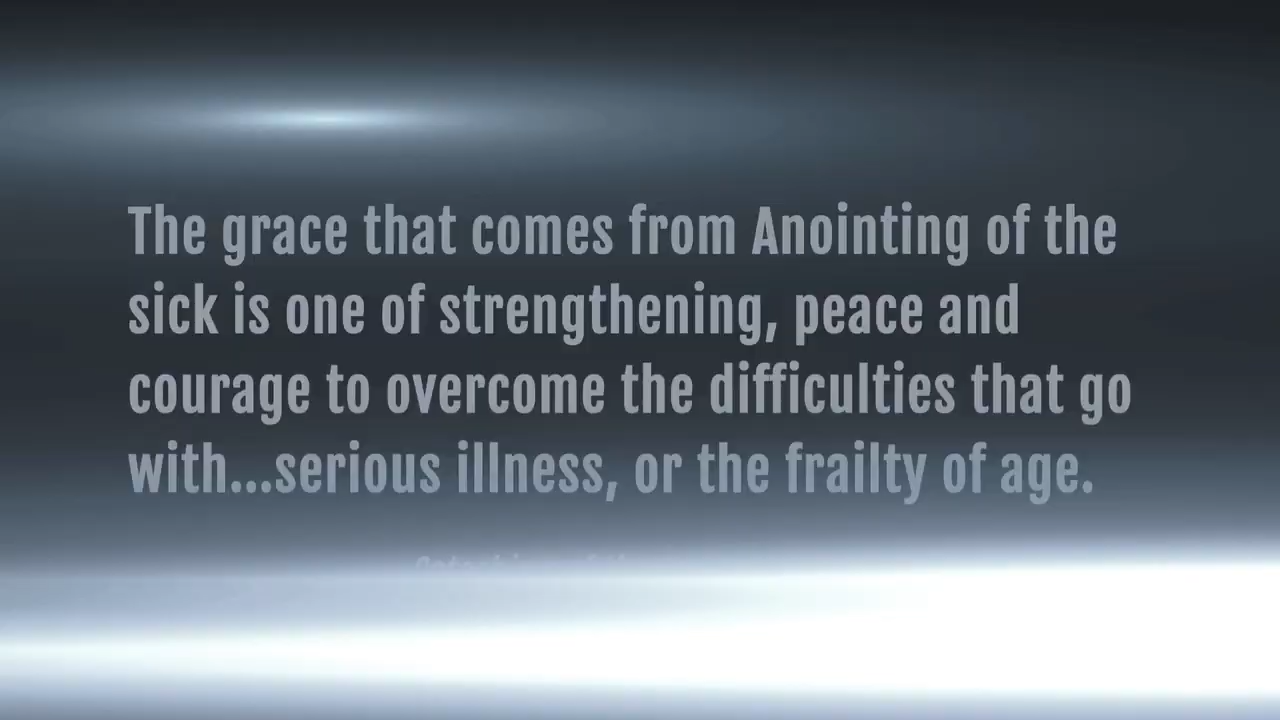 The grace that comes from Anointing of the
sick is one of strengthening, peace and
courage to overcome the difficulties that go
with...serious illness, or the frailty of age.